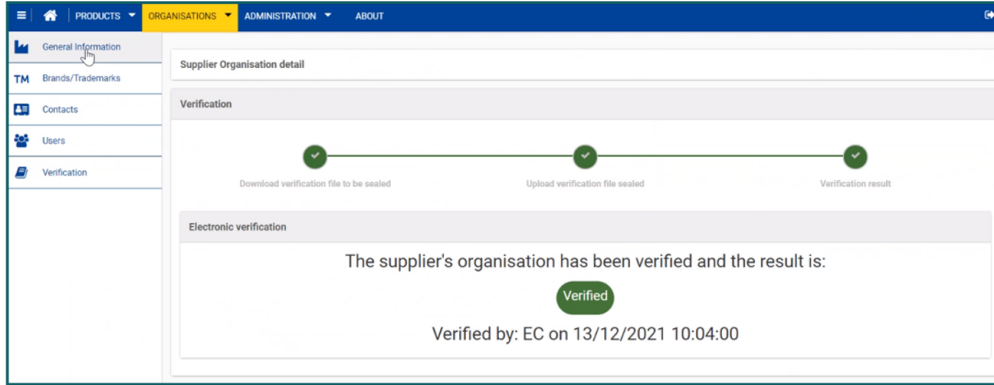 PRODUCTS ORGANISATIONS ADMINISTRATION ABOUT
General Information
TM Brands/Trademarks
Contacts
Users
Verification
Supplier Organisation detail
Verification
Download verification file to be sealed Upload verification file sealed Verification result
Electronic verification
The supplier's organisation has been verified and the result is:
Verified
Verified by: EC on 13/12/2021 10:04:00